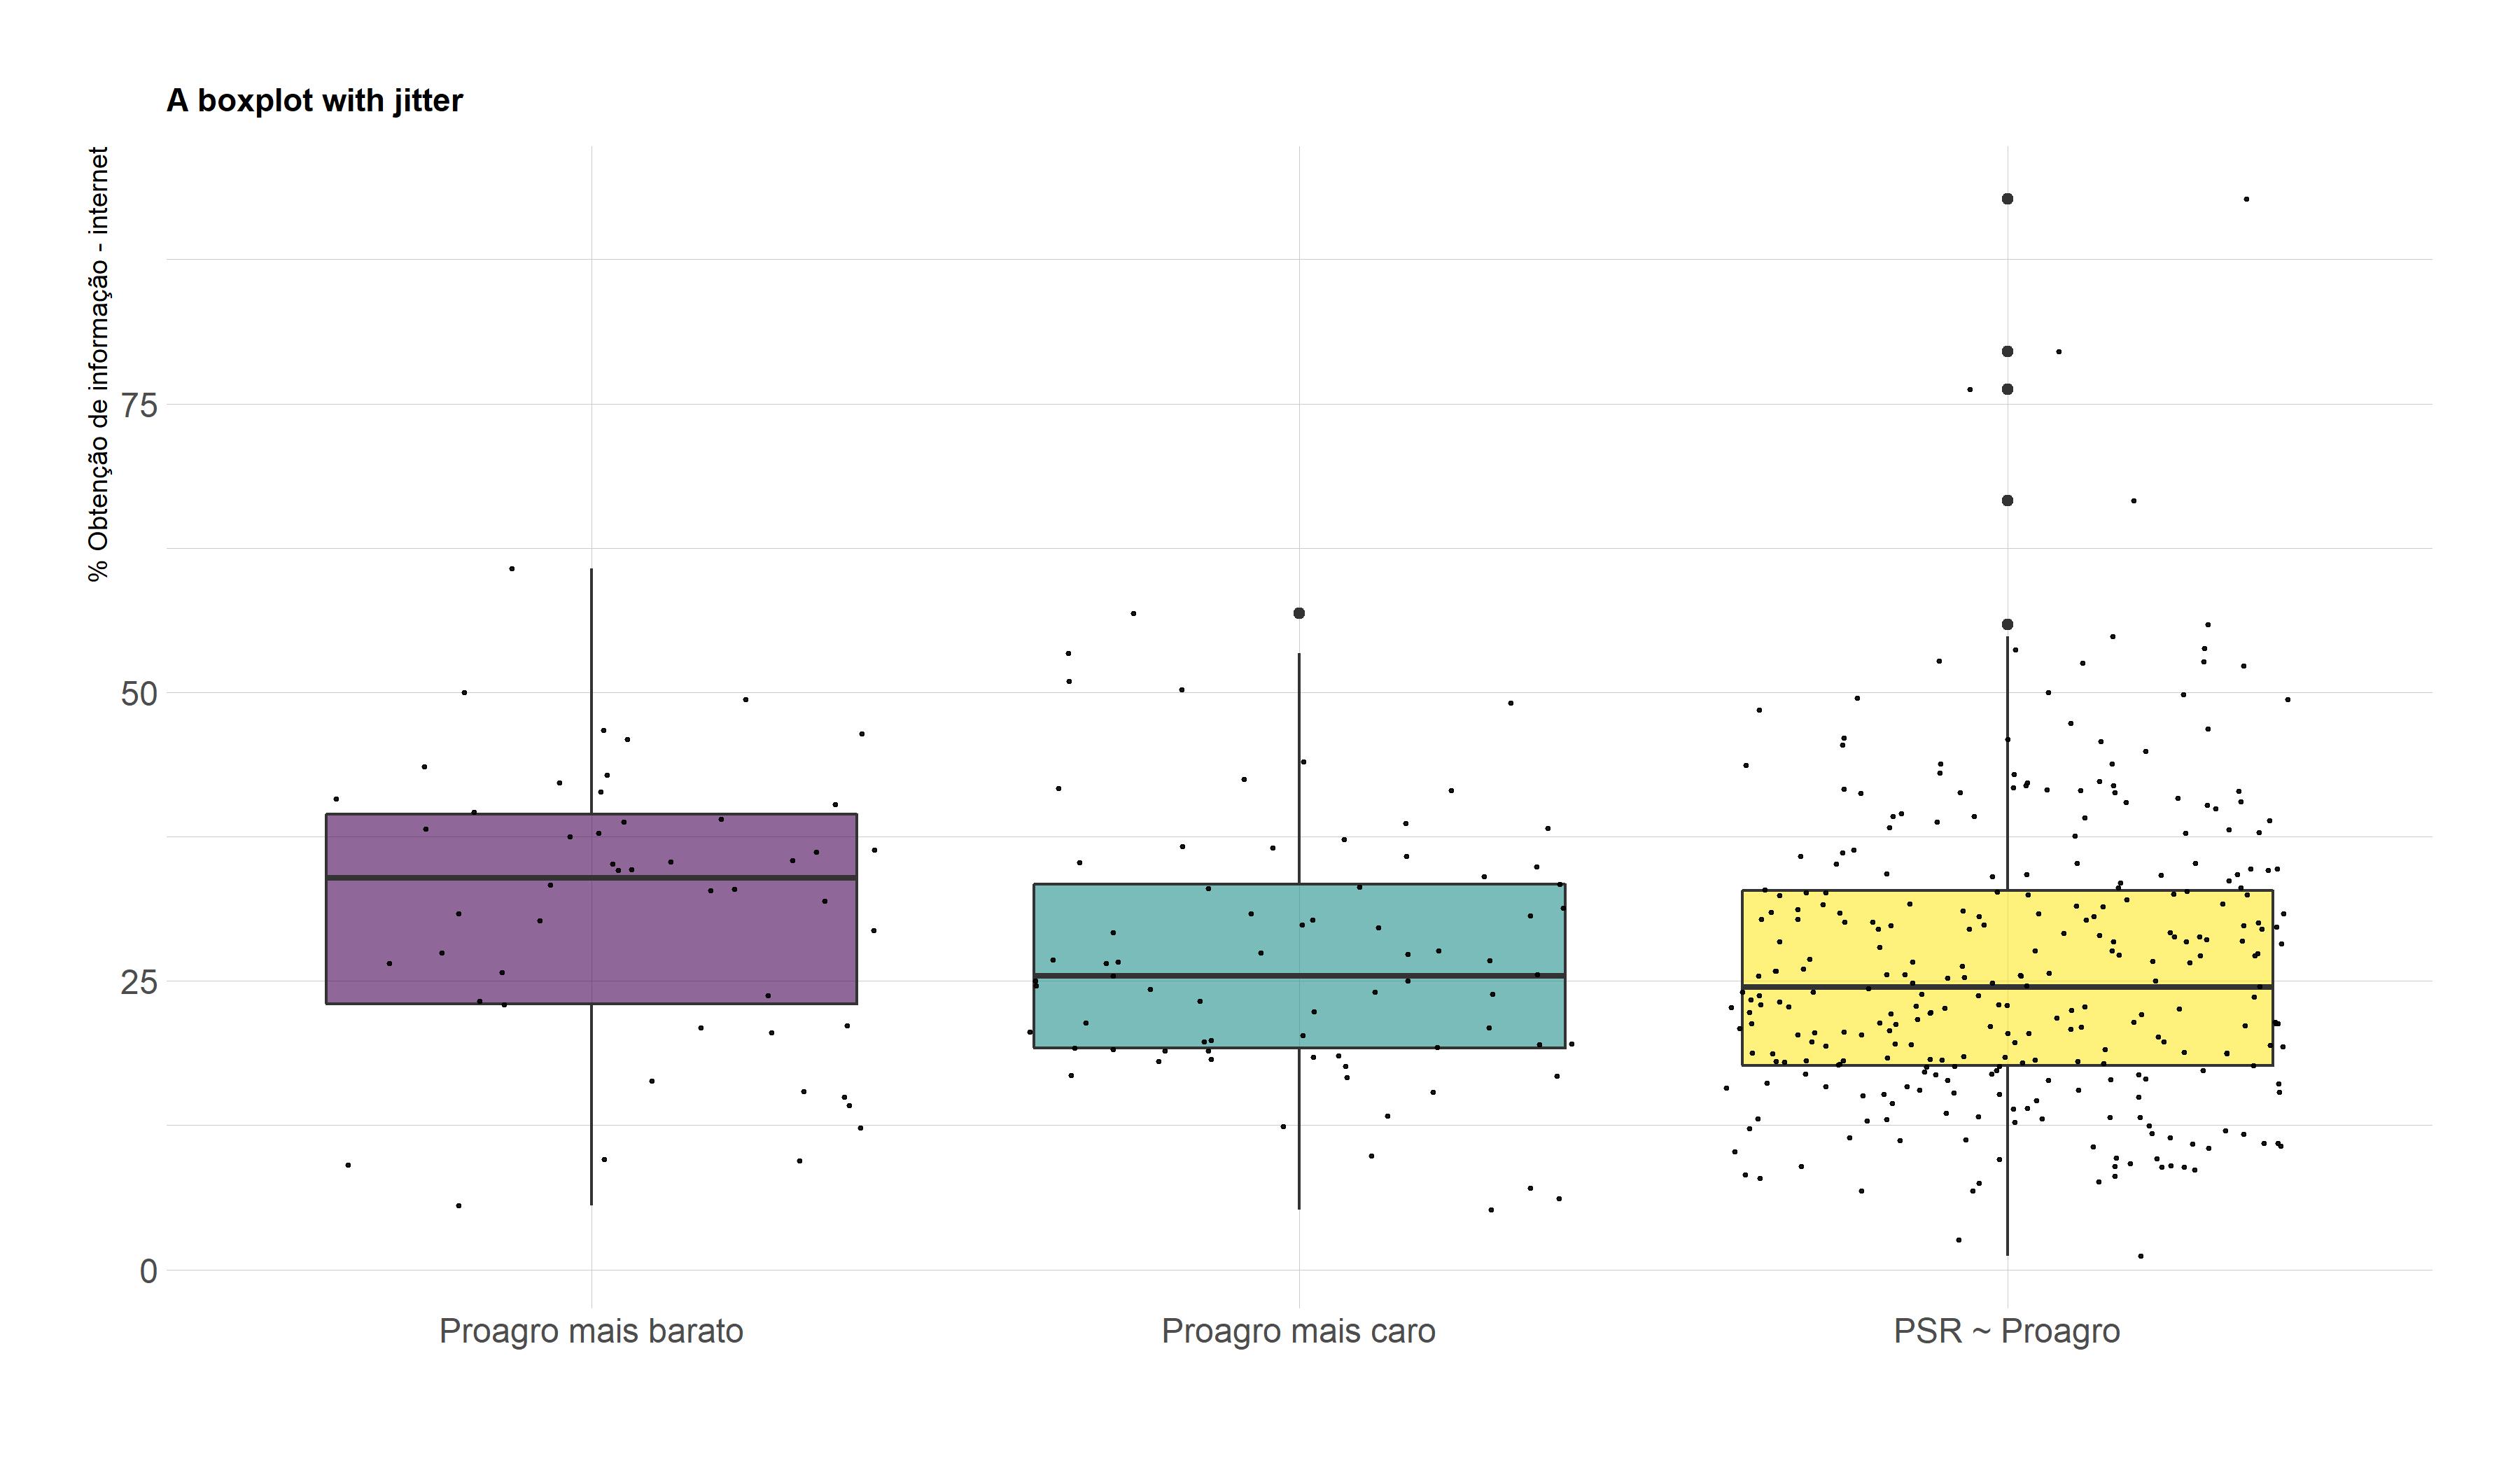 A boxplot with jitter
% Obtenção de informação - internet
75
50
25
0
Proagro mais barato
Proagro mais caro
PSR ~ Proagro